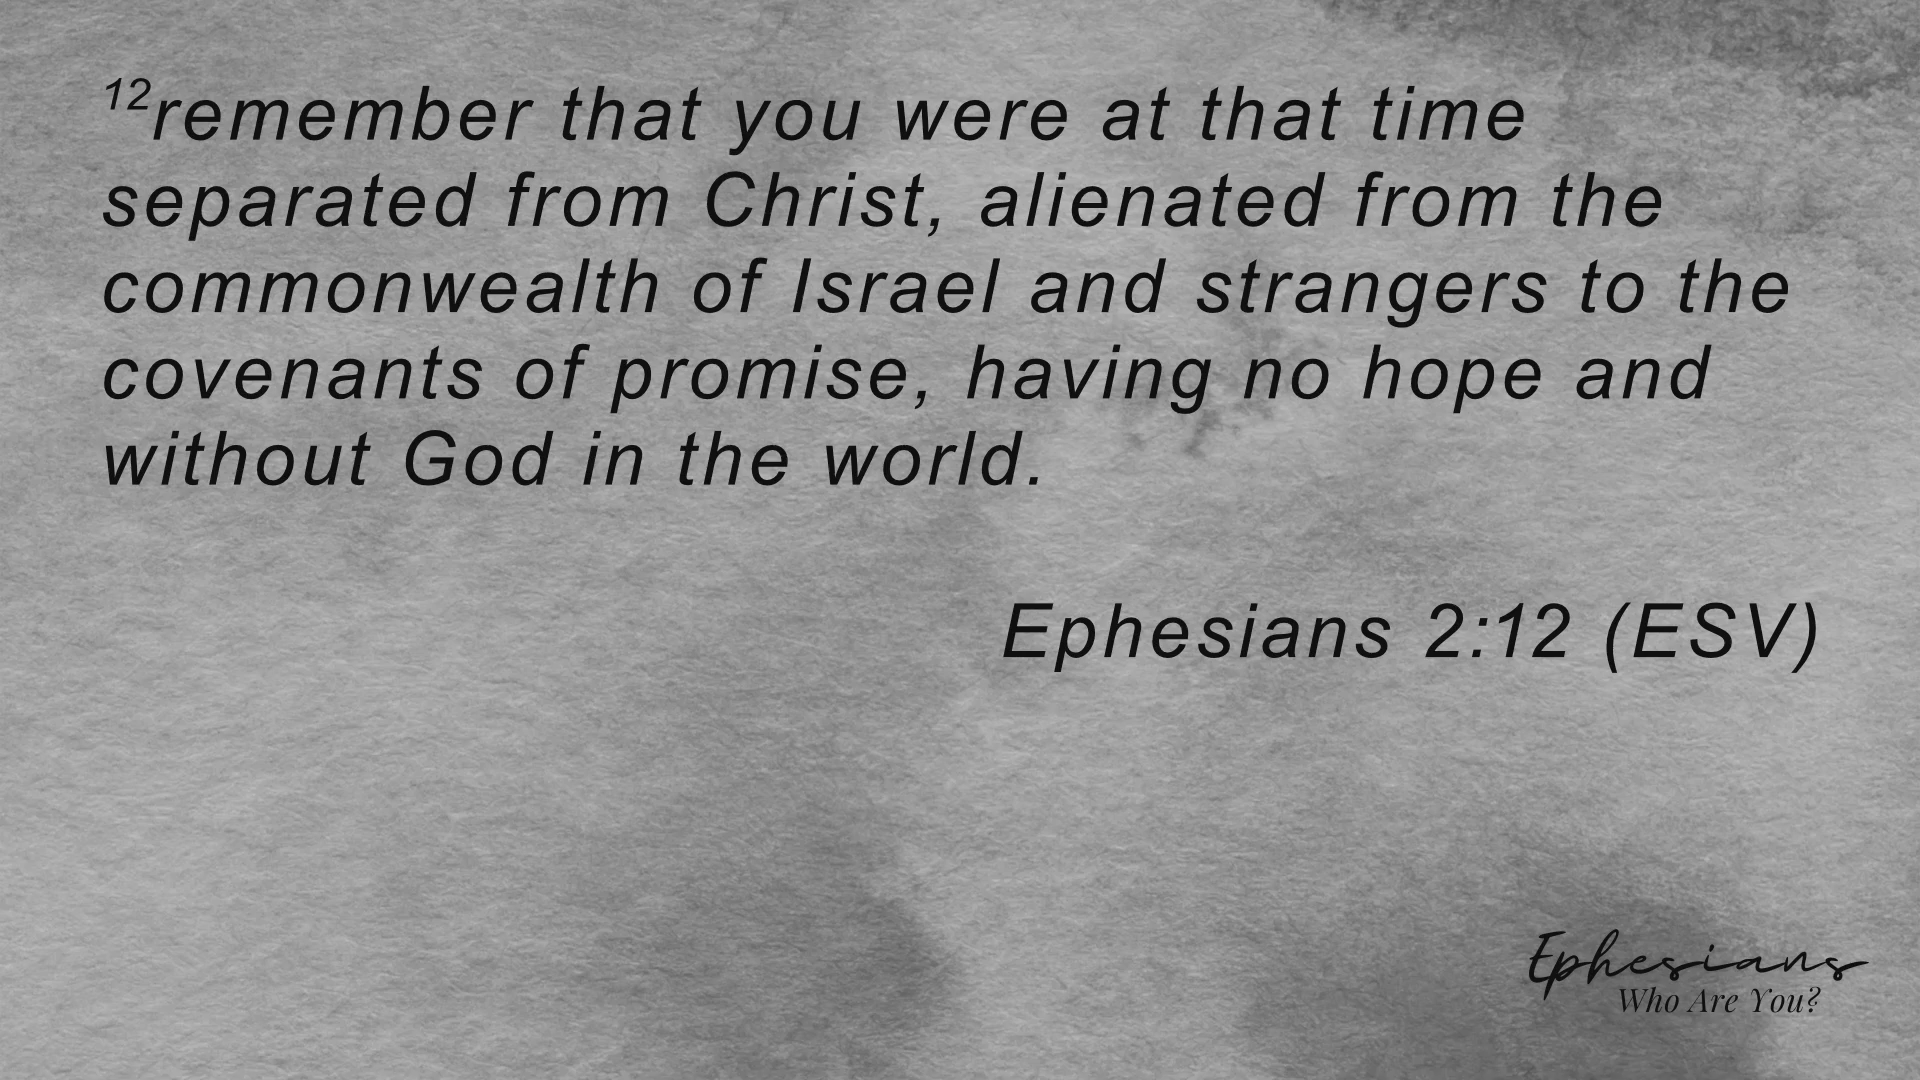 12remember that you were at that time
separated from Christ, alienated from the
commonwealth of Israel and strangers to the
covenants of promise, having no hope and
without God in the world.
Ephesians 2:12 (ESV)
Ephesians
Who Are You?